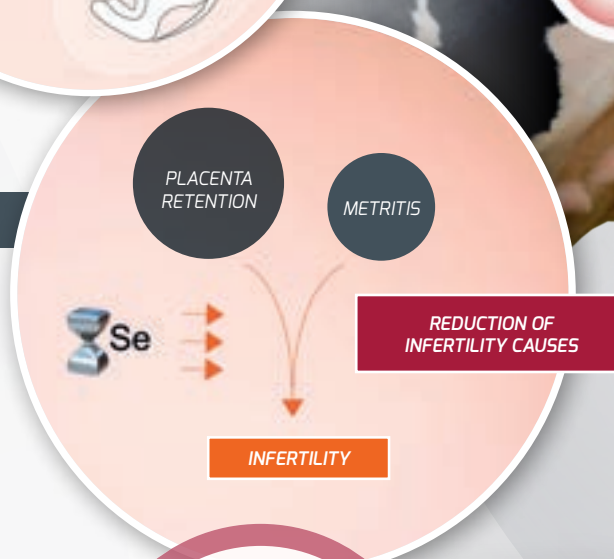 PLACENTA
RETENTION
METRITIS
Se
REDUCTION OF
INFERTILITY CAUSES
INFERTILITY